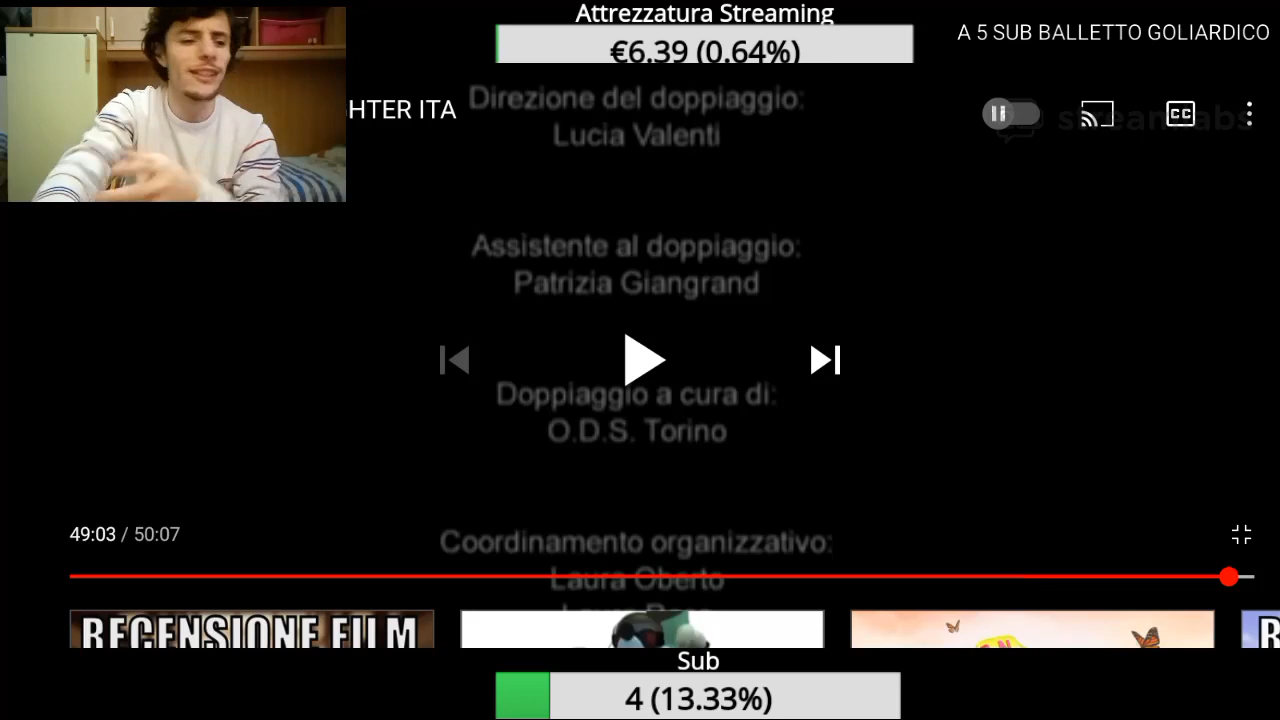 Attrezzatura Streaming
€6.39 (0.64%)
A 5 SUB BALLETTO GOLIARDICO
HTER ITA
Direzione del doppiaggio:
Lucia Valenti
streamlabs
CC
Assistente al doppiaggio:
Patrizia Giangrand
Doppiaggio a cura di:
O.D.S. Torino
49:03 / 50:07
Coordinamento organizzativo:
Laura Oberto
RECENSIONE FILM
Sub
4 (13.33%)